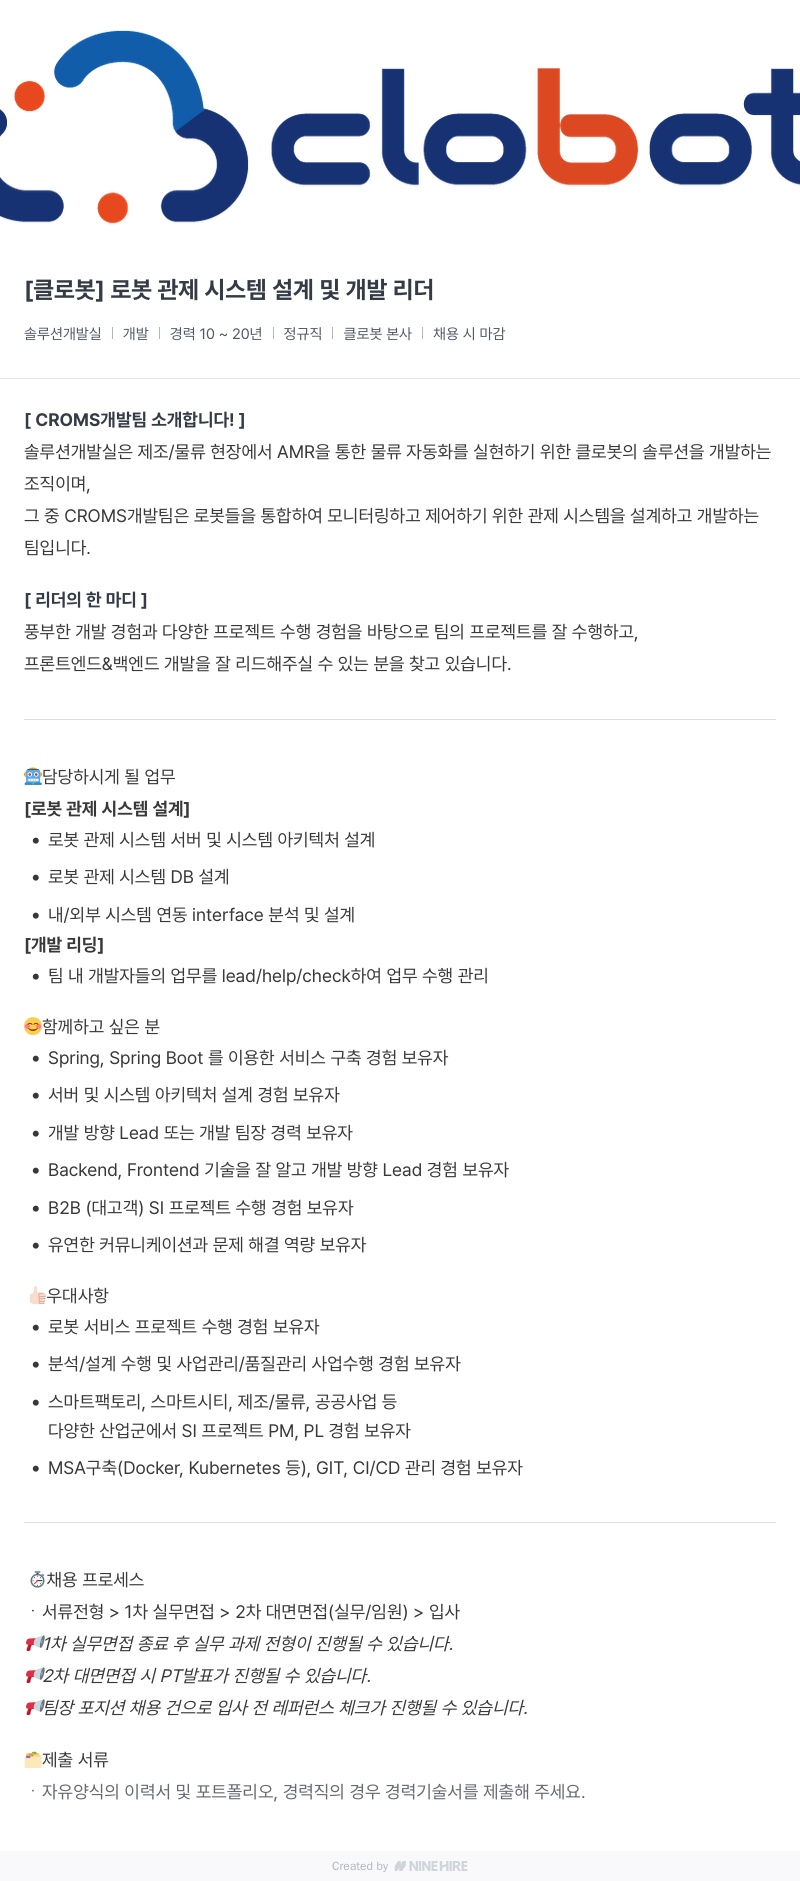 clobot
[클로봇] 로봇 관제 시스템 설계 및 개발 리더
솔루션개발실 | 개발 | 경력 10 ~ 20년 | 정규직 | 클로봇 본사 | 채용 시 마감
[ CROMS개발팀 소개합니다! ]
솔루션개발실은 제조/물류 현장에서 AMR을 통한 물류 자동화를 실현하기 위한 클로봇의 솔루션을 개발하는
조직이며,
그 중 CROMS개발팀은 로봇들을 통합하여 모니터링하고 제어하기 위한 관제 시스템을 설계하고 개발하는
팀입니다.
[ 리더의 한 마디 ]
풍부한 개발 경험과 다양한 프로젝트 수행 경험을 바탕으로 팀의 프로젝트를 잘 수행하고,
프론트엔드&백엔드 개발을 잘 리드해주실 수 있는 분을 찾고 있습니다.
🤖담당하시게 될 업무
[로봇 관제 시스템 설계]
• 로봇 관제 시스템 서버 및 시스템 아키텍처 설계
• 로봇 관제 시스템 DB 설계
• 내/외부 시스템 연동 interface 분석 및 설계
[개발 리딩]
• 팀 내 개발자들의 업무를 lead/help/check하여 업무 수행 관리
😊함께하고 싶은 분
• Spring, Spring Boot 를 이용한 서비스 구축 경험 보유자
• 서버 및 시스템 아키텍처 설계 경험 보유자
• 개발 방향 Lead 또는 개발 팀장 경력 보유자
• Backend, Frontend 기술을 잘 알고 개발 방향 Lead 경험 보유자
• B2B (대고객) SI 프로젝트 수행 경험 보유자
• 유연한 커뮤니케이션과 문제 해결 역량 보유자
👍🏻우대사항
• 로봇 서비스 프로젝트 수행 경험 보유자
• 분석/설계 수행 및 사업관리/품질관리 사업수행 경험 보유자
• 스마트팩토리, 스마트시티, 제조/물류, 공공사업 등
다양한 산업군에서 SI 프로젝트 PM, PL 경험 보유자
• MSA구축(Docker, Kubernetes 등), GIT, CI/CD 관리 경험 보유자
⏱채용 프로세스
ㆍ서류전형 > 1차 실무면접 > 2차 대면면접(실무/임원) > 입사
📢1차 실무면접 종료 후 실무 과제 전형이 진행될 수 있습니다.
📢2차 대면면접 시 PT발표가 진행될 수 있습니다.
📢팀장 포지션 채용 건으로 입사 전 레퍼런스 체크가 진행될 수 있습니다.
🗂제출 서류
ㆍ자유양식의 이력서 및 포트폴리오, 경력직의 경우 경력기술서를 제출해 주세요.
Created by NINEHIRE